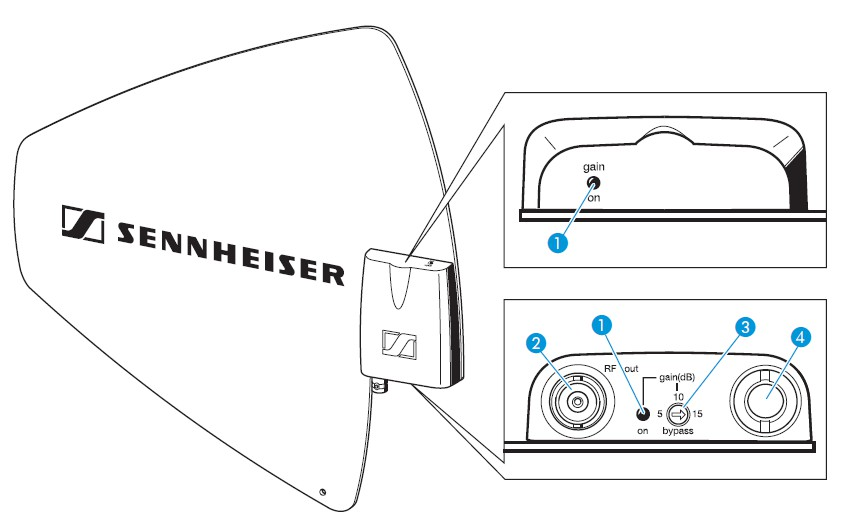 SENNHEISER
gain
on
1
1
2
3
4
RF out
gain(dB)
10
5
15
on
bypass